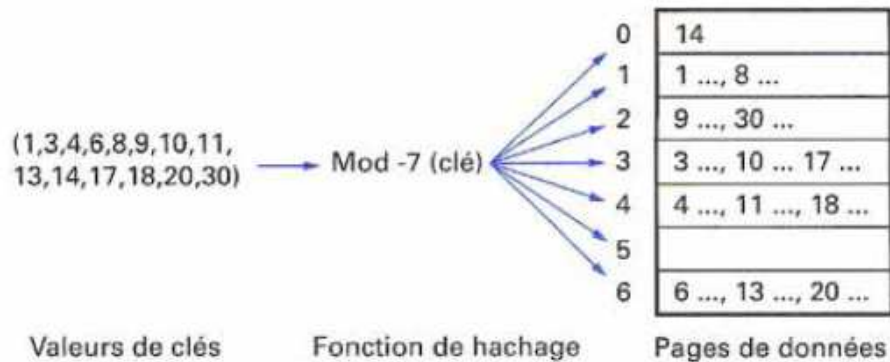 0 14
1 1 ..., 8 ...
2 9 ..., 30 ...
(1,3,4,6,8,9,10,11,
13,14,17,18,20,30)
Mod -7 (clé)
3 3 ..., 10 ... 17 ...
4 4 ..., 11 ..., 18 ...
5
6 6 ..., 13 ..., 20 ...
Valeurs de clés
Fonction de hachage
Pages de données